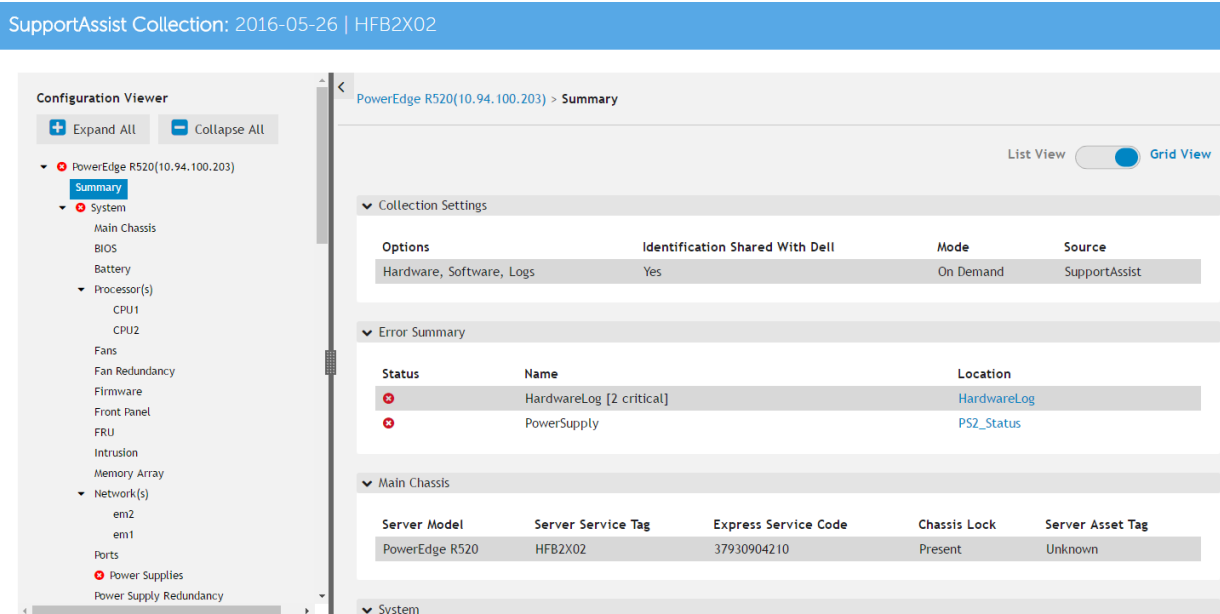 SupportAssist Collection: 2016-05-26 | HFB2X02
Configuration Viewer
Expand All Collapse All
PowerEdge R520(10.94.100.203)
Summary
System
Main Chassis
BIOS
Battery
Processor(s)
CPU1
CPU2
Fans
Fan Redundancy
Firmware
Front Panel
FRU
Intrusion
Memory Array
Network(s)
em2
em1
Ports
Power Supplies
Power Supply Redundancy
PowerEdge R520(10.94.100.203) > Summary
List View Grid View
Collection Settings
Options Identification Shared With Dell Mode Source
Hardware, Software, Logs Yes On Demand SupportAssist
Error Summary
Status Name Location
HardwareLog [2 critical] HardwareLog
PowerSupply PS2_Status
Main Chassis
Server Model Server Service Tag Express Service Code Chassis Lock Server Asset Tag
PowerEdge R520 HFB2X02 37930904210 Present Unknown
System